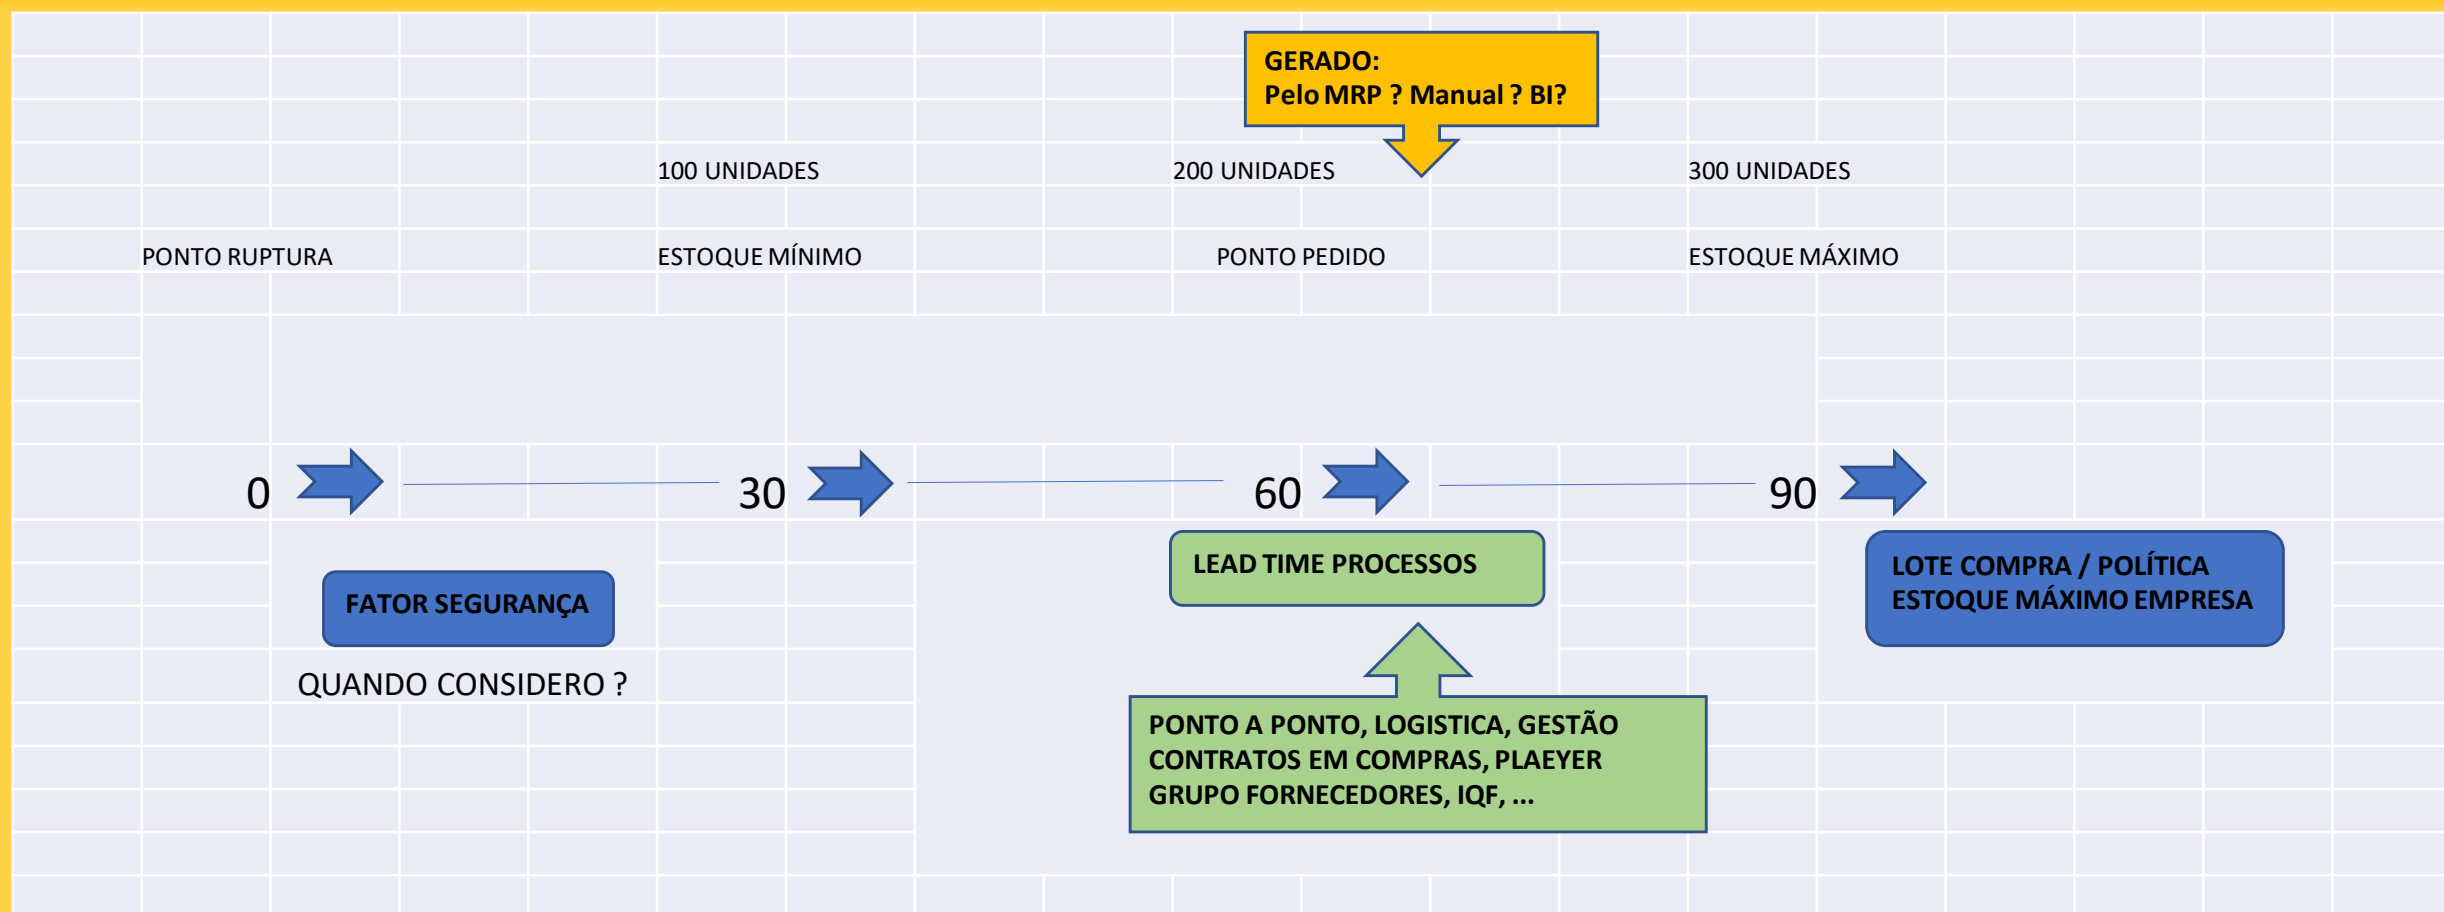 GERADO:
Pelo MRP ? Manual ? BI?
100 UNIDADES
200 UNIDADES
300 UNIDADES
PONTO RUPTURA
ESTOQUE MÍNIMO
PONTO PEDIDO
ESTOQUE MÁXIMO
0
30
60
90
FATOR SEGURANÇA
QUANDO CONSIDERO ?
LEAD TIME PROCESSOS
LOTE COMPRA / POLÍTICA
ESTOQUE MÁXIMO EMPRESA
PONTO A PONTO, LOGISTICA, GESTÃO
CONTRATOS EM COMPRAS, PLAEYER
GRUPO FORNECEDORES, IQF, ...